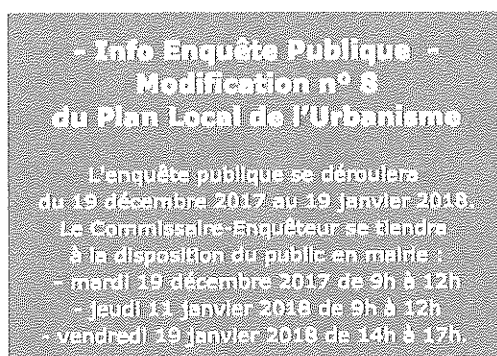 - Info Enquête Publique -
Modification n° 8
du Plan Local de l'Urbanisme
L'enquête publique se déroulera
du 19 décembre 2017 au 19 janvier 2018.
Le Commissaire-Enquêteur se tiendra
à la disposition du public en mairie :
- mardi 19 décembre 2017 de 9h à 12h
- jeudi 11 janvier 2018 de 9h à 12h
- vendredi 19 janvier 2018 de 14h à 17h.